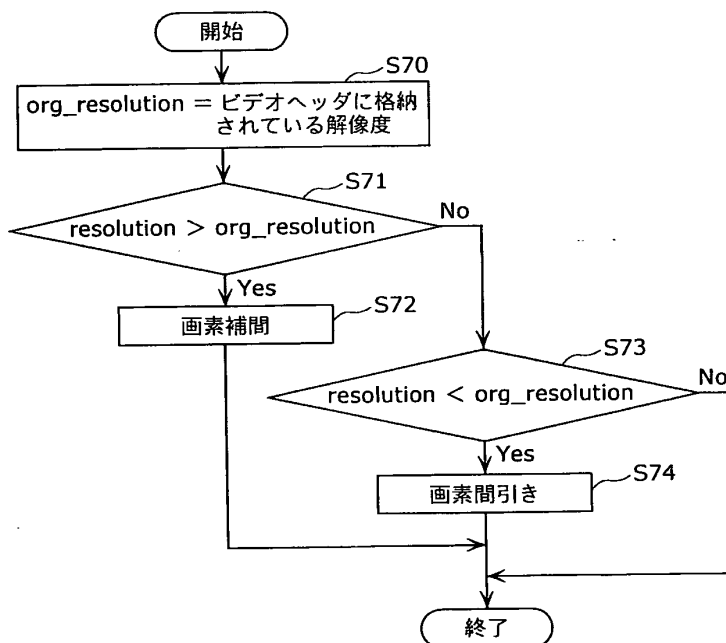 開始
S70
org_resolution = ビデオヘッダに格納
されている解像度
S71
resolution > org_resolution
No
Yes
S72
画素補間
S73
resolution < org_resolution
No
Yes
S74
画素間引き
終了